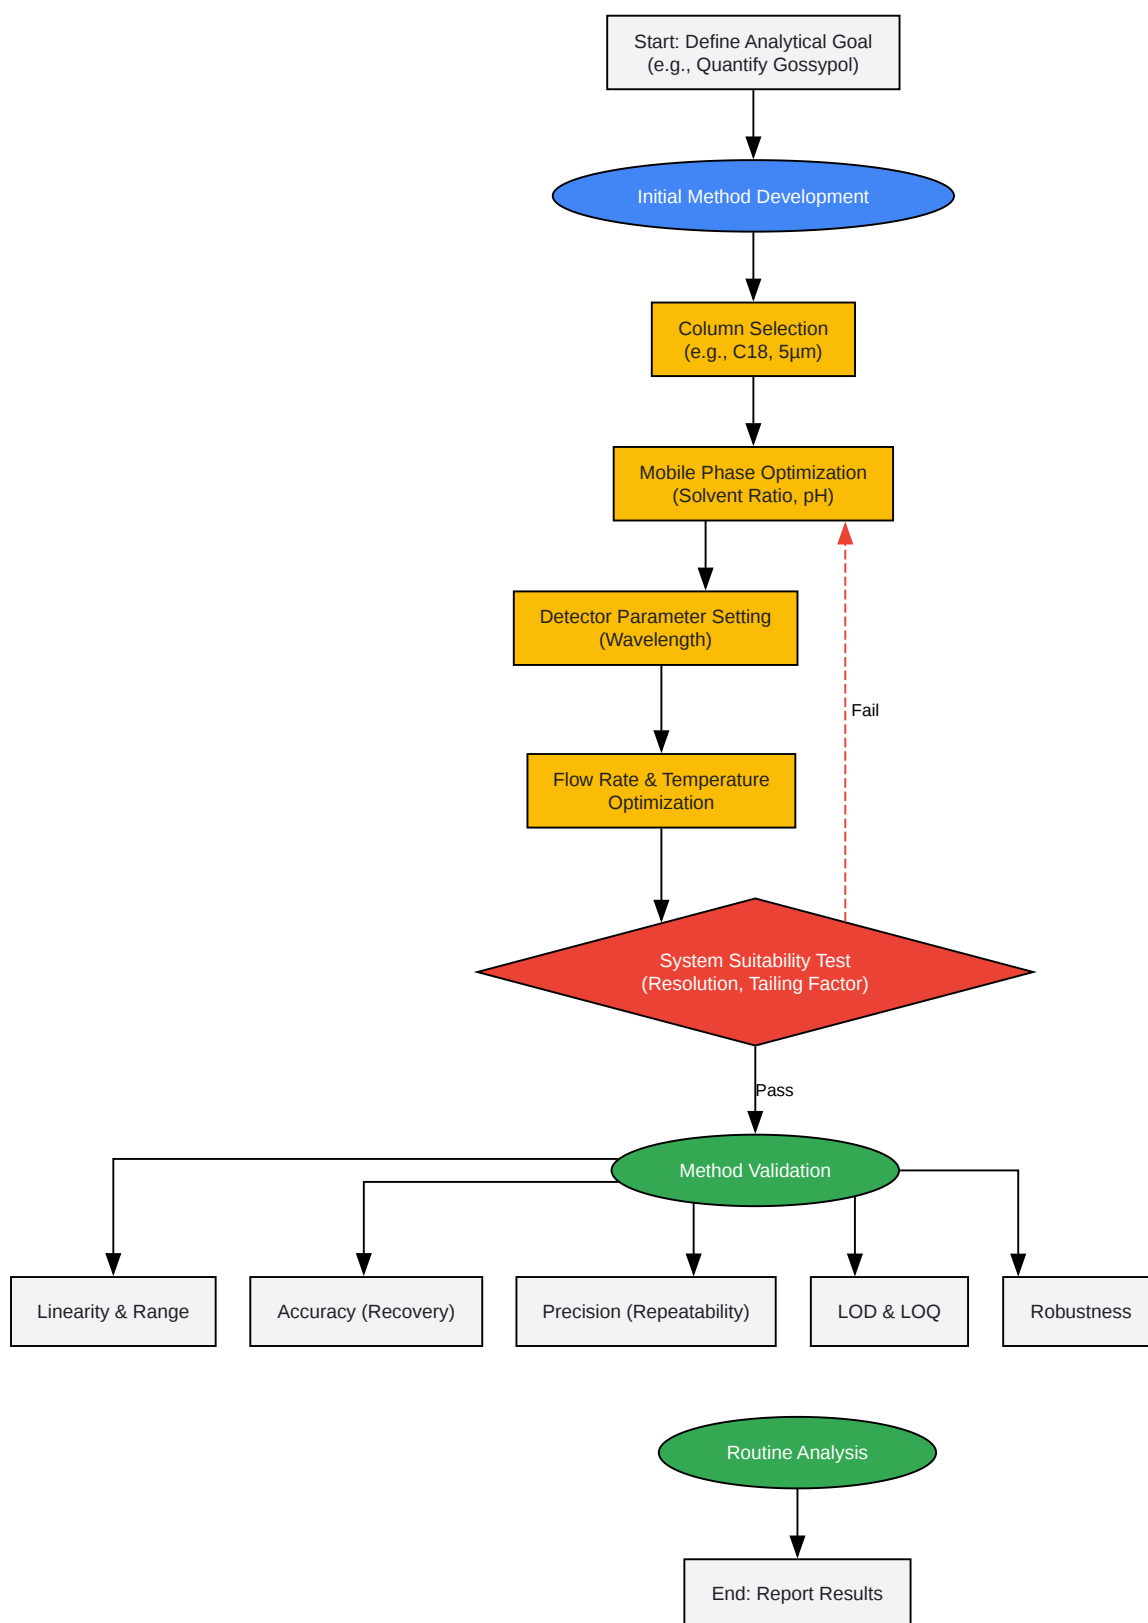 Start: Define Analytical Goal
(e.g., Quantify Gossypol)
Initial Method Development
Column Selection
(e.g., C18, 5µm)
Mobile Phase Optimization
(Solvent Ratio, pH)
Detector Parameter Setting
(Wavelength)
Fail
Flow Rate & Temperature
Optimization
System Suitability Test
(Resolution, Tailing Factor)
Pass
Method Validation
Linearity & Range
Accuracy (Recovery)
Precision (Repeatability)
LOD & LOQ
Robustness
Routine Analysis
End: Report Results